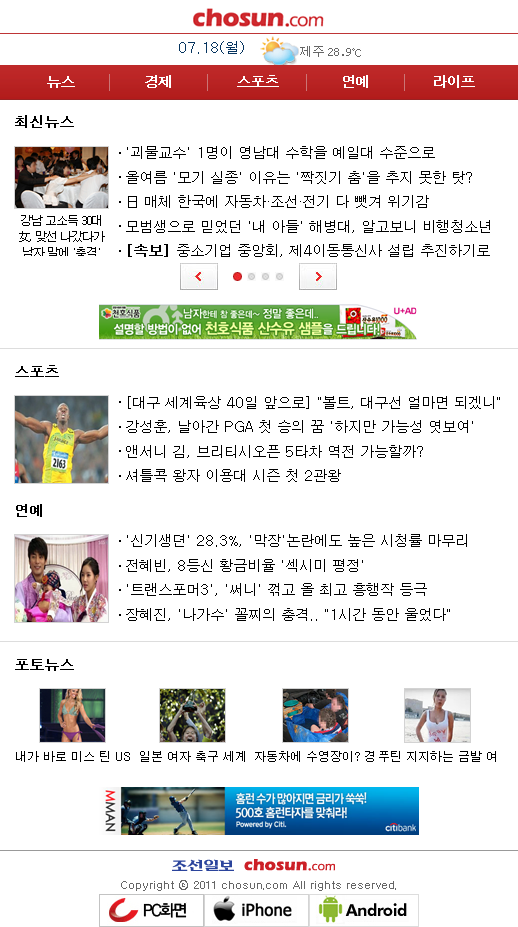 chosun.com
07.18(월) 제주 28.9℃
뉴스 경제 스포츠 연예 라이프
최신뉴스
강남 고소득 30대
女, 맞선 나갔다가
남자 말에 '충격'
· '괴물교수' 1명이 영남대 수학을 예일대 수준으로
· 올여름 '모기 실종' 이유는 '짝짓기 춤'을 추지 못한 탓?
· 日 매체 한국에 자동차·조선·전기 다 뺏겨 위기감
· 모범생으로 믿었던 '내 아들' 해병대, 알고보니 비행청소년
· [속보] 중소기업 중앙회, 제4이동통신사 설립 추진하기로
천호식품
남자한테 참 좋은데~ 정말 좋은데..
설명할 방법이 없어 천호식품 산수유 샘플을 드립니다!
U+AD
스포츠
2163
· [대구 세계육상 40일 앞으로] "볼트, 대구선 얼마면 되겠니"
· 강성훈, 날아간 PGA 첫 승의 꿈 '하지만 가능성 엿보여'
· 앤서니 김, 브리티시오픈 5타차 역전 가능할까?
· 셔틀콕 왕자 이용대 시즌 첫 2관왕
연예
· '신기생뎐' 28.3%, '막장'논란에도 높은 시청률 마무리
· 전혜빈, 8등신 황금비율 '섹시미 평정'
· '트랜스포머3', '써니' 꺾고 올 최고 흥행작 등극
· 장혜진, '나가수' 꼴찌의 충격.. "1시간 동안 울었다"
포토뉴스
내가 바로 미스 틴 US 일본 여자 축구 세계 자동차에 수영장이? 경 푸틴 지지하는 금발 여
MMAN
홈런 수가 많아지면 금리가 쑥쑥!
500호 홈런타자를 맞춰라!
Powered by Citi.
citibank
조선일보 chosun.com
Copyright ⓒ 2011 chosun.com All rights reserved.
PC화면 iPhone Android